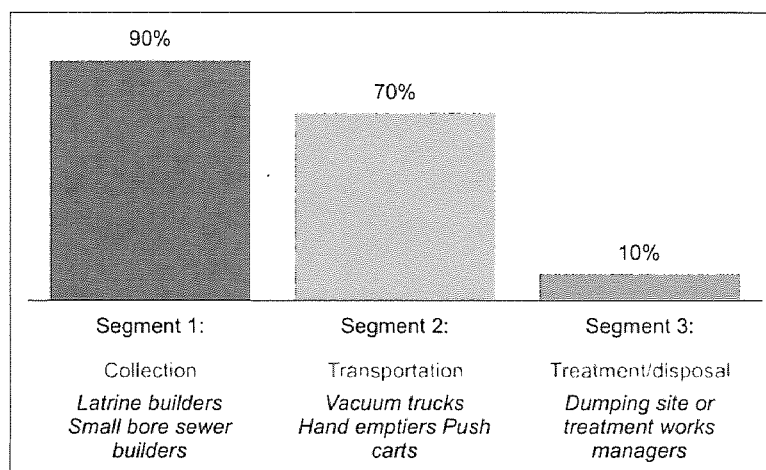 90%
70%
10%
Segment 1:
Collection
Latrine builders
Small bore sewer
builders
Segment 2:
Transportation
Vacuum trucks
Hand emptiers Push
carts
Segment 3:
Treatment/disposal
Dumping site or
treatment works
managers